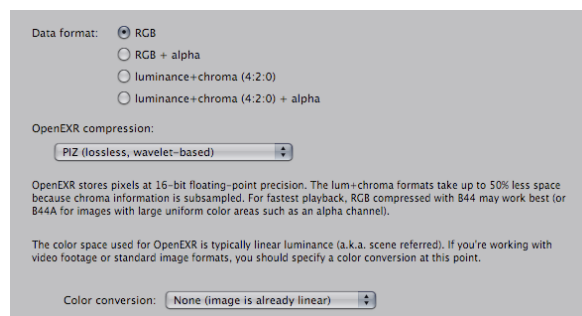 Data format: RGB
RGB + alpha
luminance+chroma (4:2:0)
luminance+chroma (4:2:0) + alpha
OpenEXR compression:
PIZ (lossless, wavelet-based)
OpenEXR stores pixels at 16-bit floating-point precision. The lum+chroma formats take up to 50% less space
because chroma information is subsampled. For fastest playback, RGB compressed with B44 may work best (or
B44A for images with large uniform color areas such as an alpha channel).
The color space used for OpenEXR is typically linear luminance (a.k.a. scene referred). If you're working with
video footage or standard image formats, you should specify a color conversion at this point.
Color conversion: None (image is already linear)